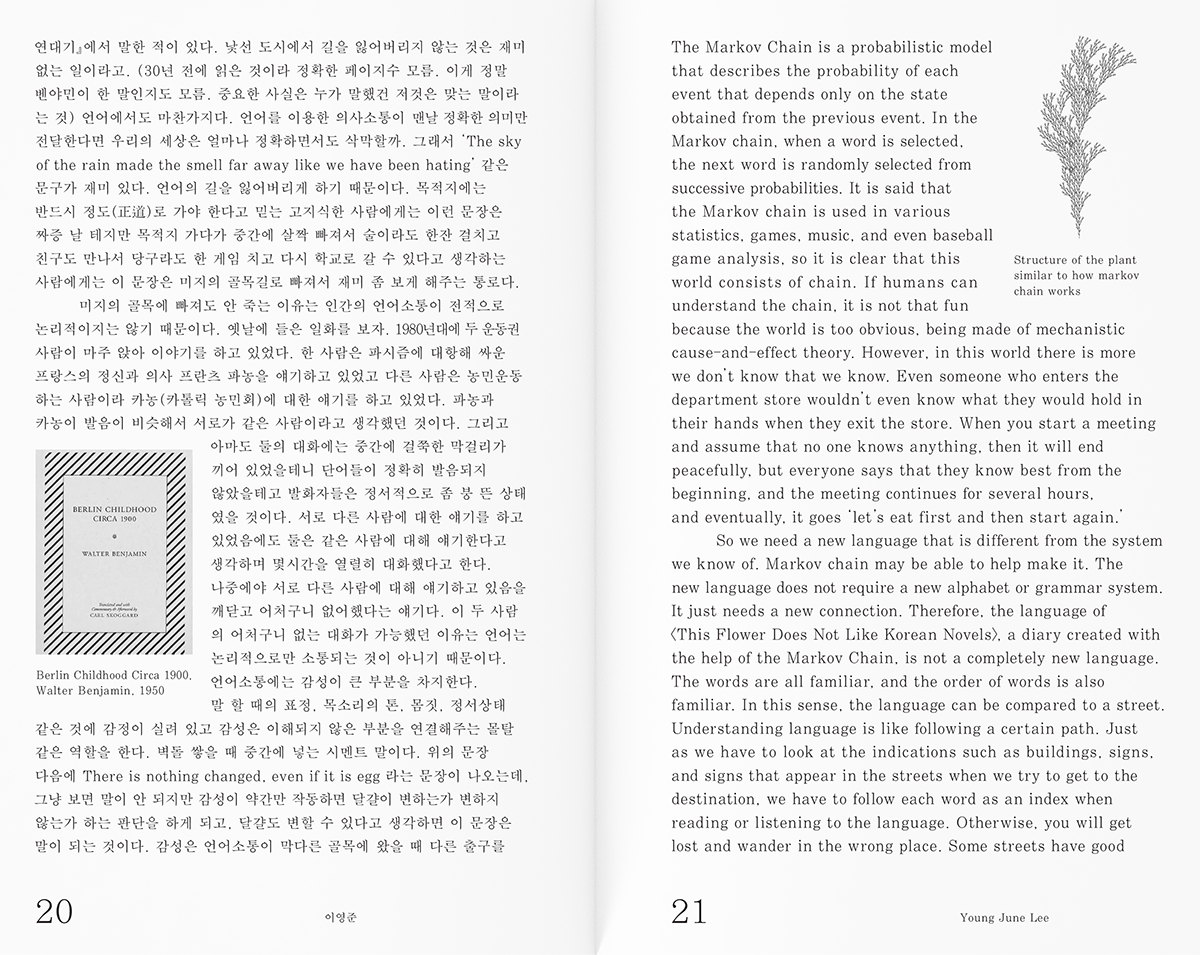 연대기』에서 말한 적이 있다. 낯선 도시에서 길을 잃어버리지 않는 것은 재미
없는 일이라고. (30년 전에 읽은 것이라 정확한 페이지수 모름. 이게 정말
벤야민이 한 말인지도 모름. 중요한 사실은 누가 말했건 저것은 맞는 말이라
는 것) 언어에서도 마찬가지다. 언어를 이용한 의사소통이 맨날 정확한 의미만
전달한다면 우리의 세상은 얼마나 정확하면서도 삭막할까. 그래서 ‘The sky
of the rain made the smell far away like we have been hating’ 같은
문구가 재미 있다. 언어의 길을 잃어버리게 하기 때문이다. 목적지에는
반드시 정도(正道)로 가야 한다고 믿는 고지식한 사람에게는 이런 문장은
짜증 날 테지만 목적지 가다가 중간에 살짝 빠져서 술이라도 한잔 걸치고
친구도 만나서 당구라도 한 게임 치고 다시 학교로 갈 수 있다고 생각하는
사람에게는 이 문장은 미지의 골목길로 빠져서 재미 좀 보게 해주는 통로다.
미지의 골목에 빠져도 안 죽는 이유는 인간의 언어소통이 전적으로
논리적이지는 않기 때문이다. 옛날에 들은 일화를 보자. 1980년대에 두 운동권
사람이 마주 앉아 이야기를 하고 있었다. 한 사람은 파시즘에 대항해 싸운
프랑스의 정신과 의사 프란츠 파농을 얘기하고 있었고 다른 사람은 농민운동
하는 사람이라 카농(카톨릭 농민회)에 대한 얘기를 하고 있었다. 파농과
카농이 발음이 비슷해서 서로가 같은 사람이라고 생각했던 것이다. 그리고
아마도 둘의 대화에는 중간에 걸쭉한 막걸리가
끼어 있었을테니 단어들이 정확히 발음되지
않았을테고 발화자들은 정서적으로 좀 붕 뜬 상태
였을 것이다. 서로 다른 사람에 대한 얘기를 하고
있었음에도 둘은 같은 사람에 대해 얘기한다고
생각하며 몇시간을 열렬히 대화했다고 한다.
나중에야 서로 다른 사람에 대해 얘기하고 있음을
깨닫고 어처구니 없어했다는 얘기다. 이 두 사람
의 어처구니 없는 대화가 가능했던 이유는 언어는
논리적으로만 소통되는 것이 아니기 때문이다.
언어소통에는 감성이 큰 부분을 차지한다.
말 할 때의 표정, 목소리의 톤, 몸짓, 정서상태
같은 것에 감정이 실려 있고 감성은 이해되지 않은 부분을 연결해주는 몰탈
같은 역할을 한다. 벽돌 쌓을 때 중간에 넣는 시멘트 말이다. 위의 문장
다음에 There is nothing changed, even if it is egg 라는 문장이 나오는데,
그냥 보면 말이 안 되지만 감성이 약간만 작동하면 달걀이 변하는가 변하지
않는가 하는 판단을 하게 되고, 달걀도 변할 수 있다고 생각하면 이 문장은
말이 되는 것이다. 감성은 언어소통이 막다른 골목에 왔을 때 다른 출구를
BERLIN CHILDHOOD
CIRCA 1900
WALTER BENJAMIN
Translated and with
Commentary & Afterword by
CARL SKOGGARD
Berlin Childhood Circa 1900,
Walter Benjamin, 1950
20
이영준
The Markov Chain is a probabilistic model
that describes the probability of each
event that depends only on the state
obtained from the previous event. In the
Markov chain, when a word is selected,
the next word is randomly selected from
successive probabilities. It is said that
the Markov chain is used in various
statistics, games, music, and even baseball
game analysis, so it is clear that this
world consists of chain. If humans can
understand the chain, it is not that fun
because the world is too obvious, being made of mechanistic
cause-and-effect theory. However, in this world there is more
we don’t know that we know. Even someone who enters the
department store wouldn’t even know what they would hold in
their hands when they exit the store. When you start a meeting
and assume that no one knows anything, then it will end
peacefully, but everyone says that they know best from the
beginning, and the meeting continues for several hours,
and eventually, it goes ‘let’s eat first and then start again.’
So we need a new language that is different from the system
we know of. Markov chain may be able to help make it. The
new language does not require a new alphabet or grammar system.
It just needs a new connection. Therefore, the language of
〈This Flower Does Not Like Korean Novels〉, a diary created with
the help of the Markov Chain, is not a completely new language.
The words are all familiar, and the order of words is also
familiar. In this sense, the language can be compared to a street.
Understanding language is like following a certain path. Just
as we have to look at the indications such as buildings, signs,
and signs that appear in the streets when we try to get to the
destination, we have to follow each word as an index when
reading or listening to the language. Otherwise, you will get
lost and wander in the wrong place. Some streets have good
Structure of the plant
similar to how markov
chain works
21
Young June Lee